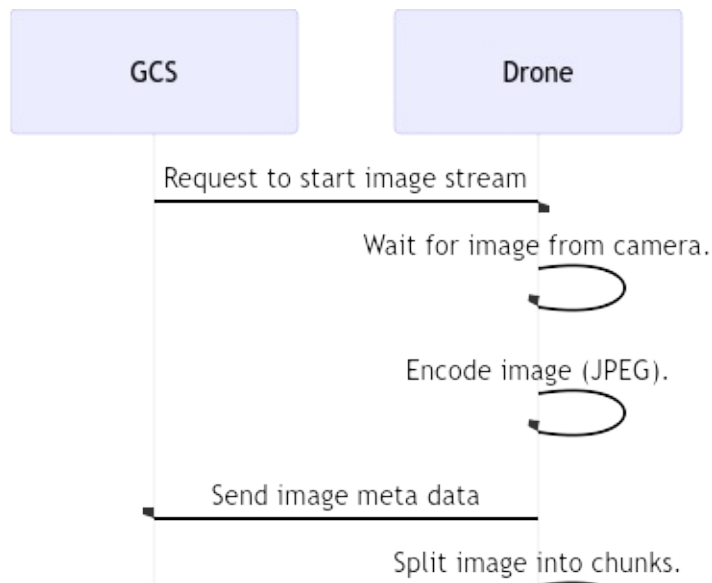 GCS
Drone
Request to start image stream
Wait for image from camera.
Encode image (JPEG).
Send image meta data
Split image into chunks.